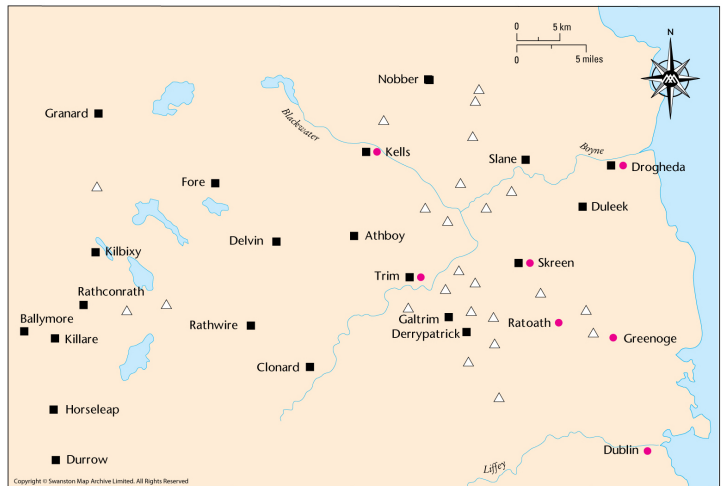 0 5 km
0 5 miles
N
Nobber
Granard
Blackwater
Kells
Slane
Boyne
Drogheda
Fore
Duleek
Delvin
Athboy
Kilbixy
Skreen
Trim
Rathconrath
Ballymore
Killare
Rathwire
Galtrim
Derrypatrick
Ratoath
Greenoge
Clonard
Horseleap
Dublin
Durrow
Liffey
Copyright © Swanston Map Archive Limited. All Rights Reserved